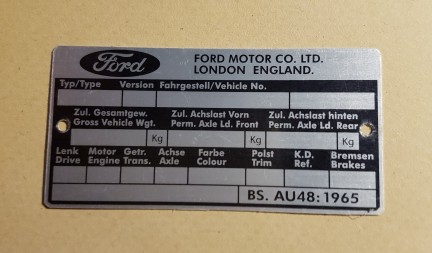 Ford FORD MOTOR CO. LTD.
LONDON ENGLAND.
Typ/Type Version Fahrgestell/Vehicle No.
Zul. Gesamtgew. Zul. Achslast Vorn Zul. Achslast hinten
Gross Vehicle Wgt. Perm. Axle Ld. Front Perm. Axle Ld. Rear
Kg Kg Kg
Lenk Motor Getr. Achse Farbe Polst K.D. Bremsen
Drive Engine Trans. Axle Colour Trim Ref. Brakes
BS. AU48: 1965